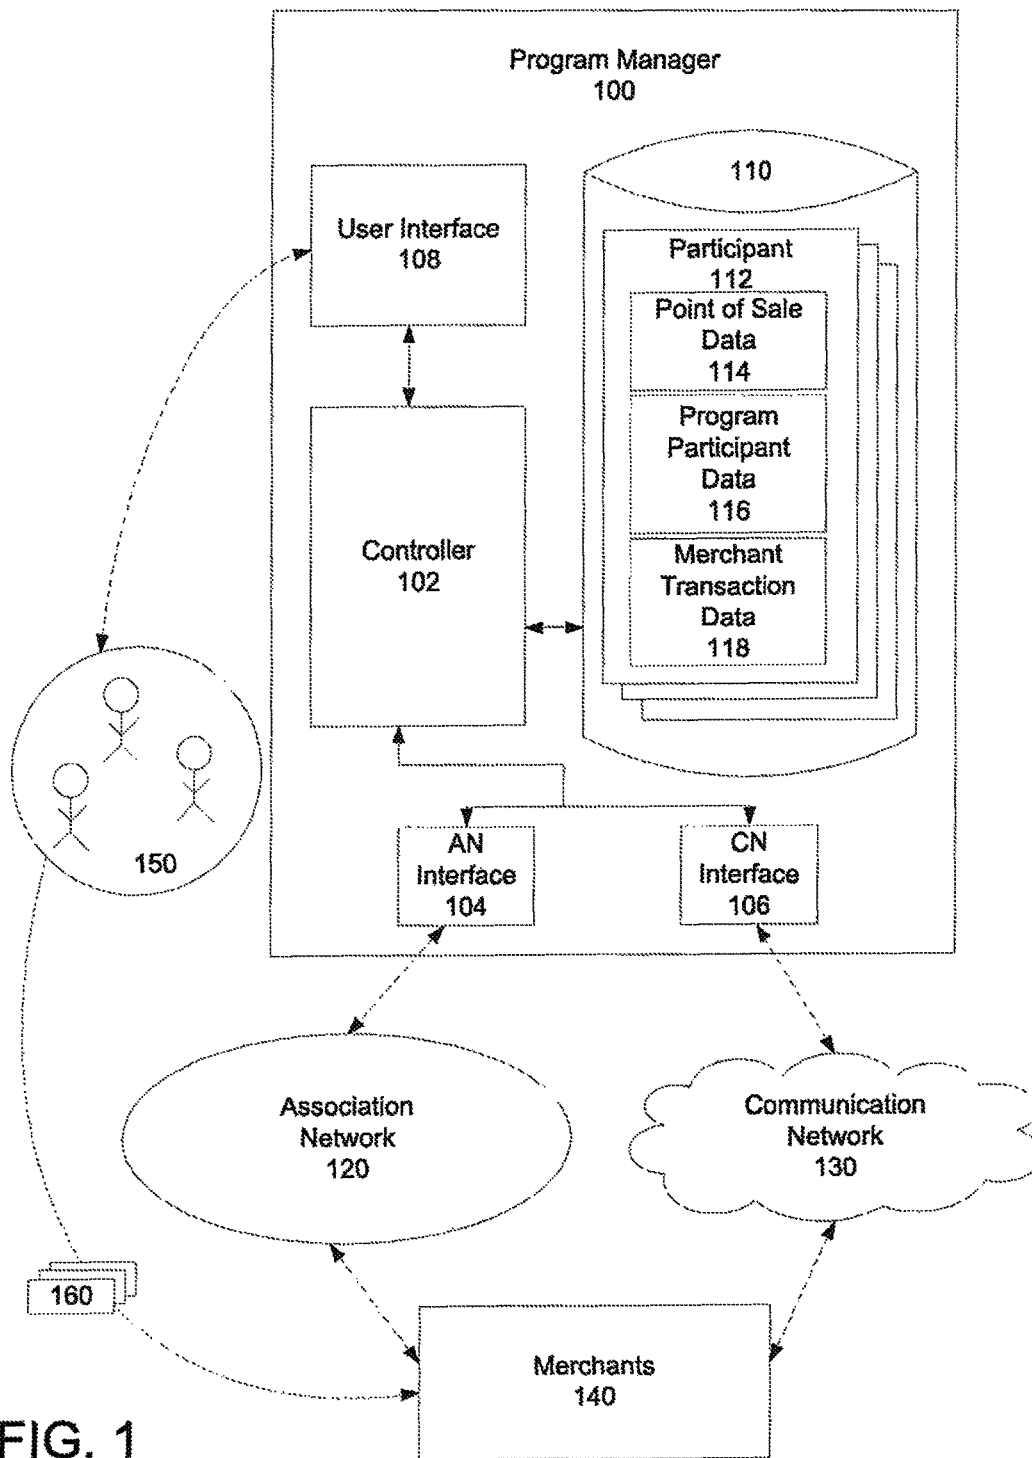 Program Manager
100
110
User Interface
108
Participant
112
Point of Sale
Data
114
Program
Participant
Data
116
Merchant
Transaction
Data
118
Controller
102
AN
Interface
104
CN
Interface
106
150
Association
Network
120
Communication
Network
130
160
Merchants
140
FIG. 1